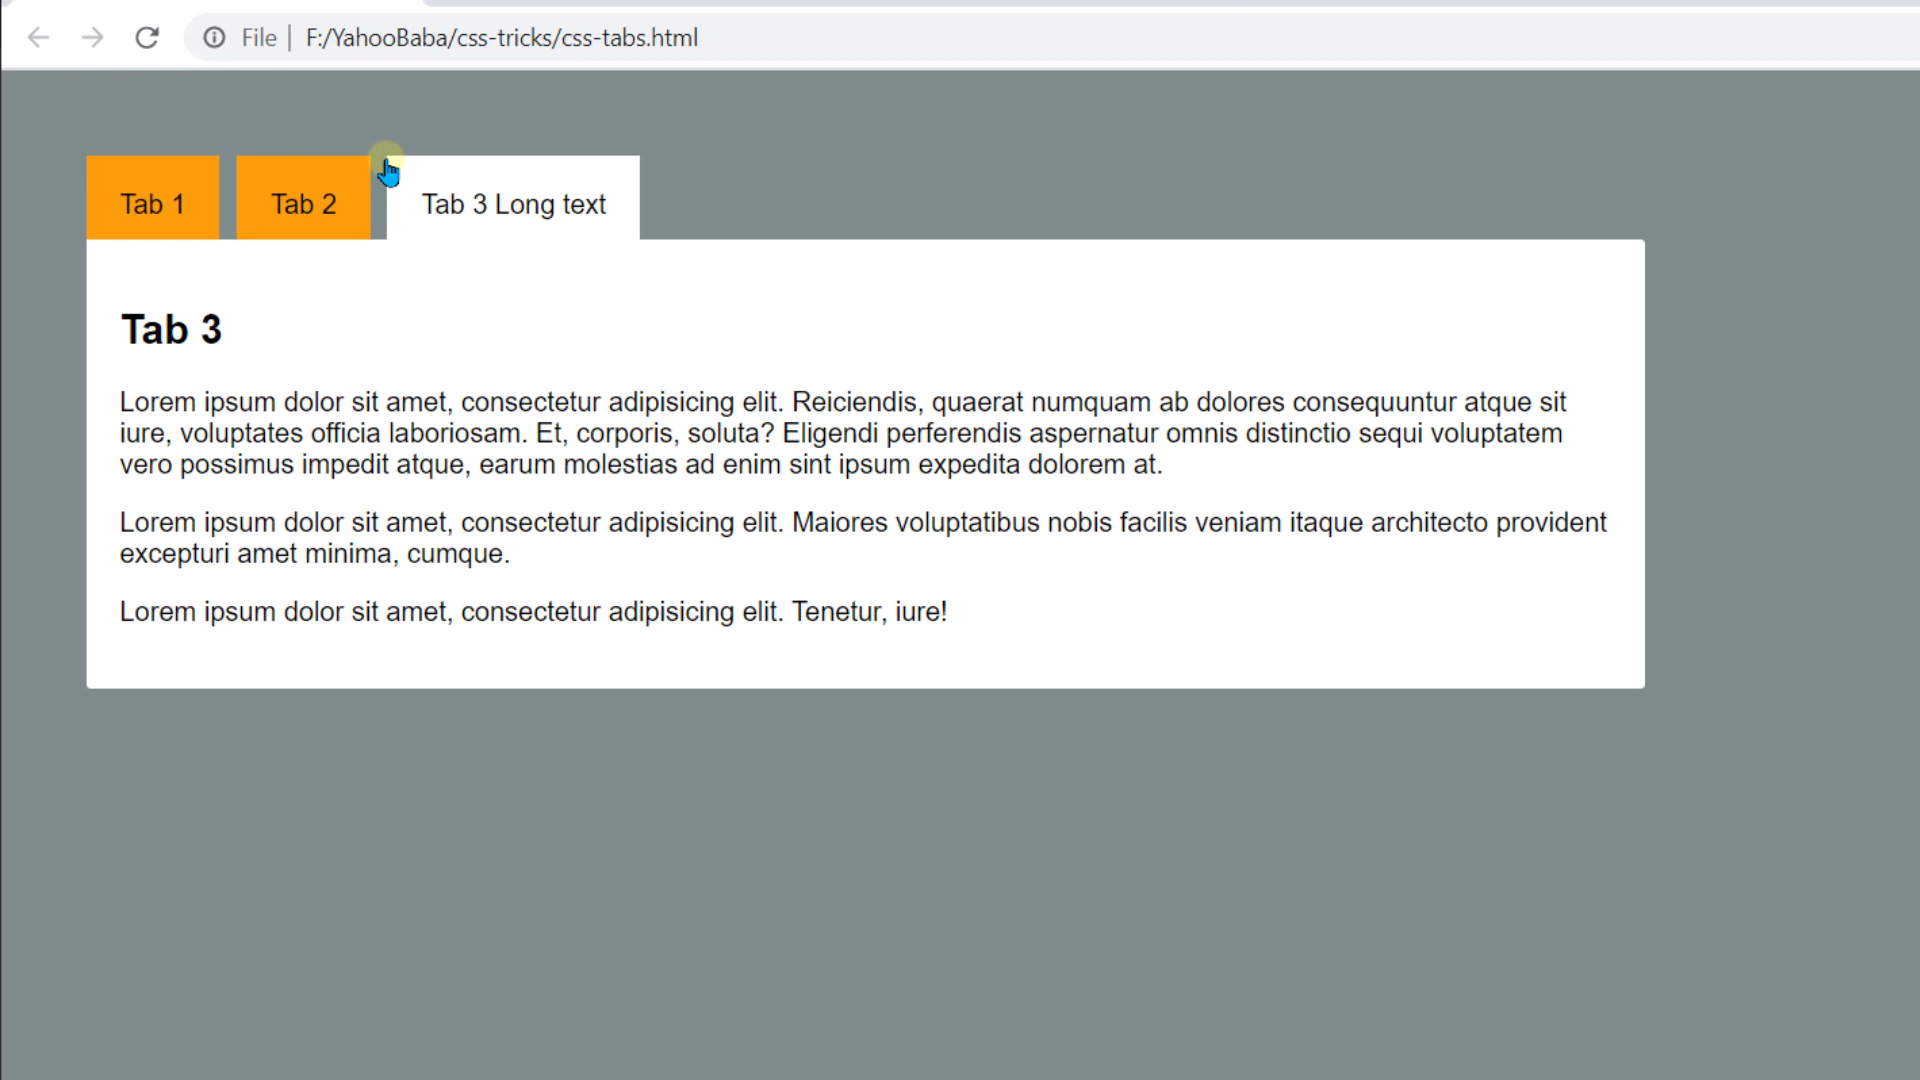 File | F:/YahooBaba/css-tricks/css-tabs.html
Tab 1 Tab 2 Tab 3 Long text
Tab 3
Lorem ipsum dolor sit amet, consectetur adipisicing elit. Reiciendis, quaerat numquam ab dolores consequuntur atque sit
iure, voluptates officia laboriosam. Et, corporis, soluta? Eligendi perferendis aspernatur omnis distinctio sequi voluptatem
vero possimus impedit atque, earum molestias ad enim sint ipsum expedita dolorem at.
Lorem ipsum dolor sit amet, consectetur adipisicing elit. Maiores voluptatibus nobis facilis veniam itaque architecto provident
excepturi amet minima, cumque.
Lorem ipsum dolor sit amet, consectetur adipisicing elit. Tenetur, iure!